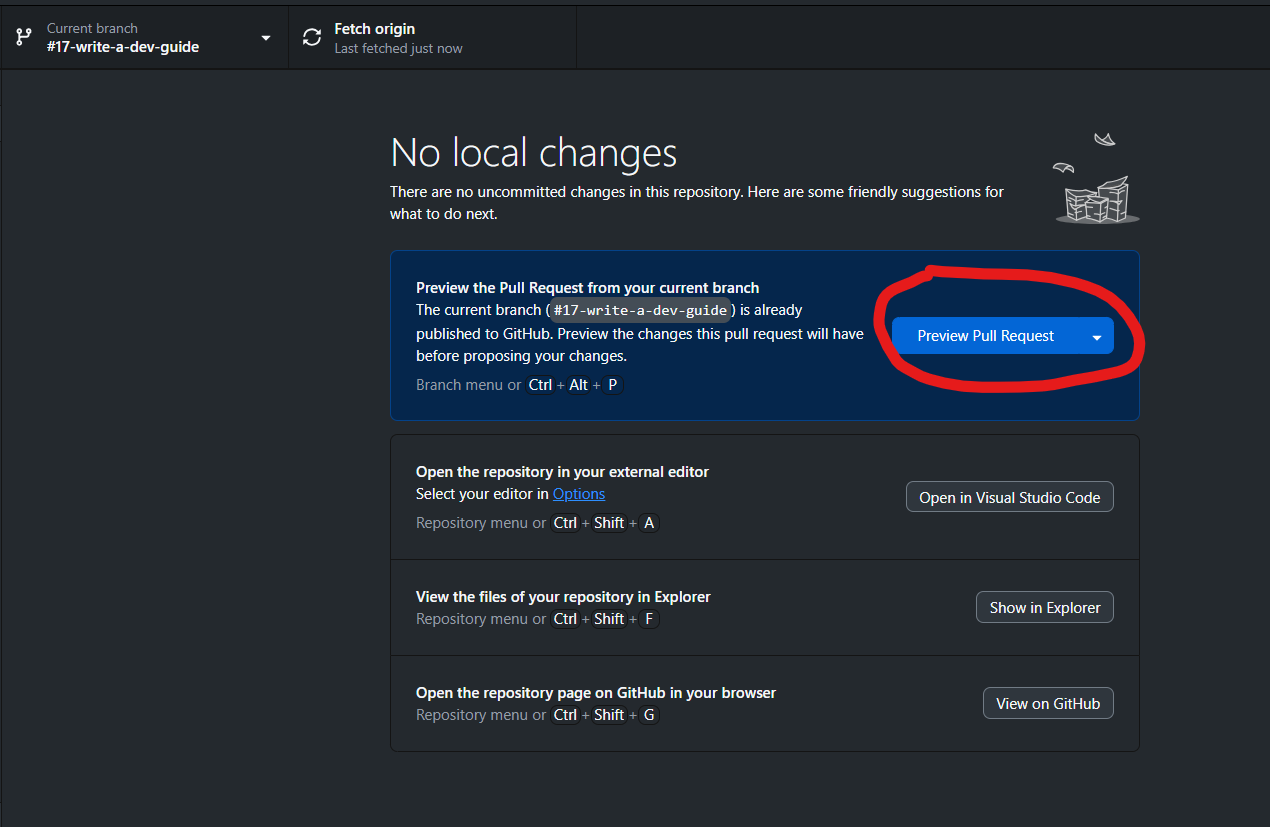 Current branch
#17-write-a-dev-guide
Fetch origin
Last fetched just now
No local changes
There are no uncommitted changes in this repository. Here are some friendly suggestions for
what to do next.
Preview the Pull Request from your current branch
The current branch (#17-write-a-dev-guide) is already
published to GitHub. Preview the changes this pull request will have
before proposing your changes.
Branch menu or Ctrl + Alt + P
Preview Pull Request
Open the repository in your external editor
Select your editor in Options
Repository menu or Ctrl + Shift + A
Open in Visual Studio Code
View the files of your repository in Explorer
Repository menu or Ctrl + Shift + F
Show in Explorer
Open the repository page on GitHub in your browser
Repository menu or Ctrl + Shift + G
View on GitHub